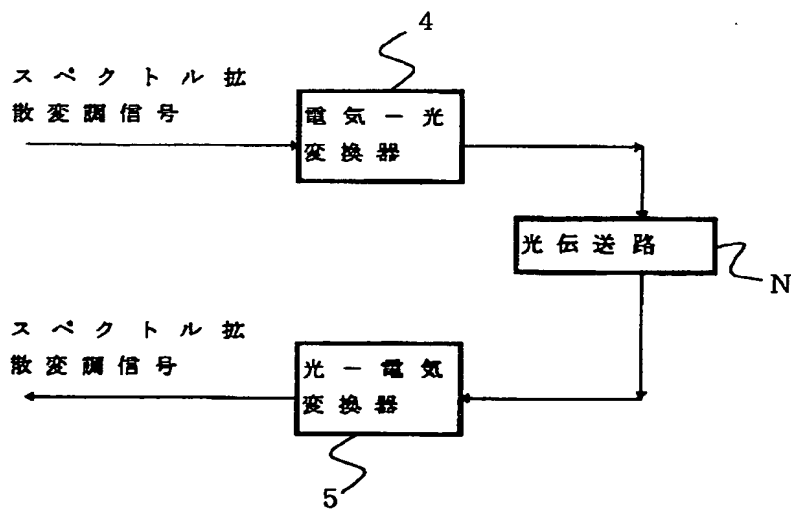 4
スペクトル拡
散変調信号
電気－光
変換器
光伝送路
N
スペクトル拡
散変調信号
光－電気
変換器
5